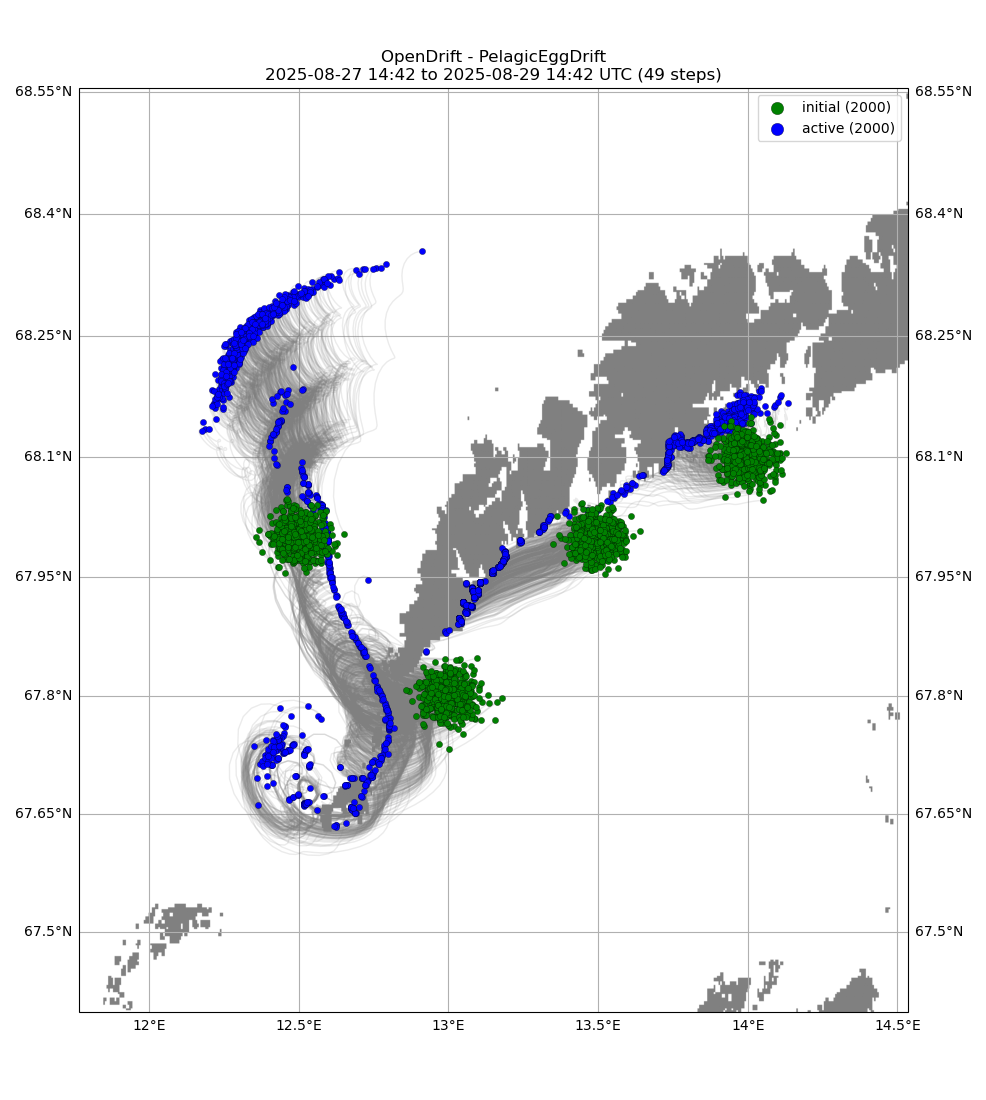 OpenDrift - PelagicEggDrift
2025-08-27 14:42 to 2025-08-29 14:42 UTC (49 steps)
68.55°N
68.55°N
initial (2000)
active (2000)
68.4°N
68.4°N
68.25°N
68.25°N
68.1°N
68.1°N
67.95°N
67.95°N
67.8°N
67.8°N
67.65°N
67.65°N
67.5°N
67.5°N
12°E
12.5°E
13°E
13.5°E
14°E
14.5°E